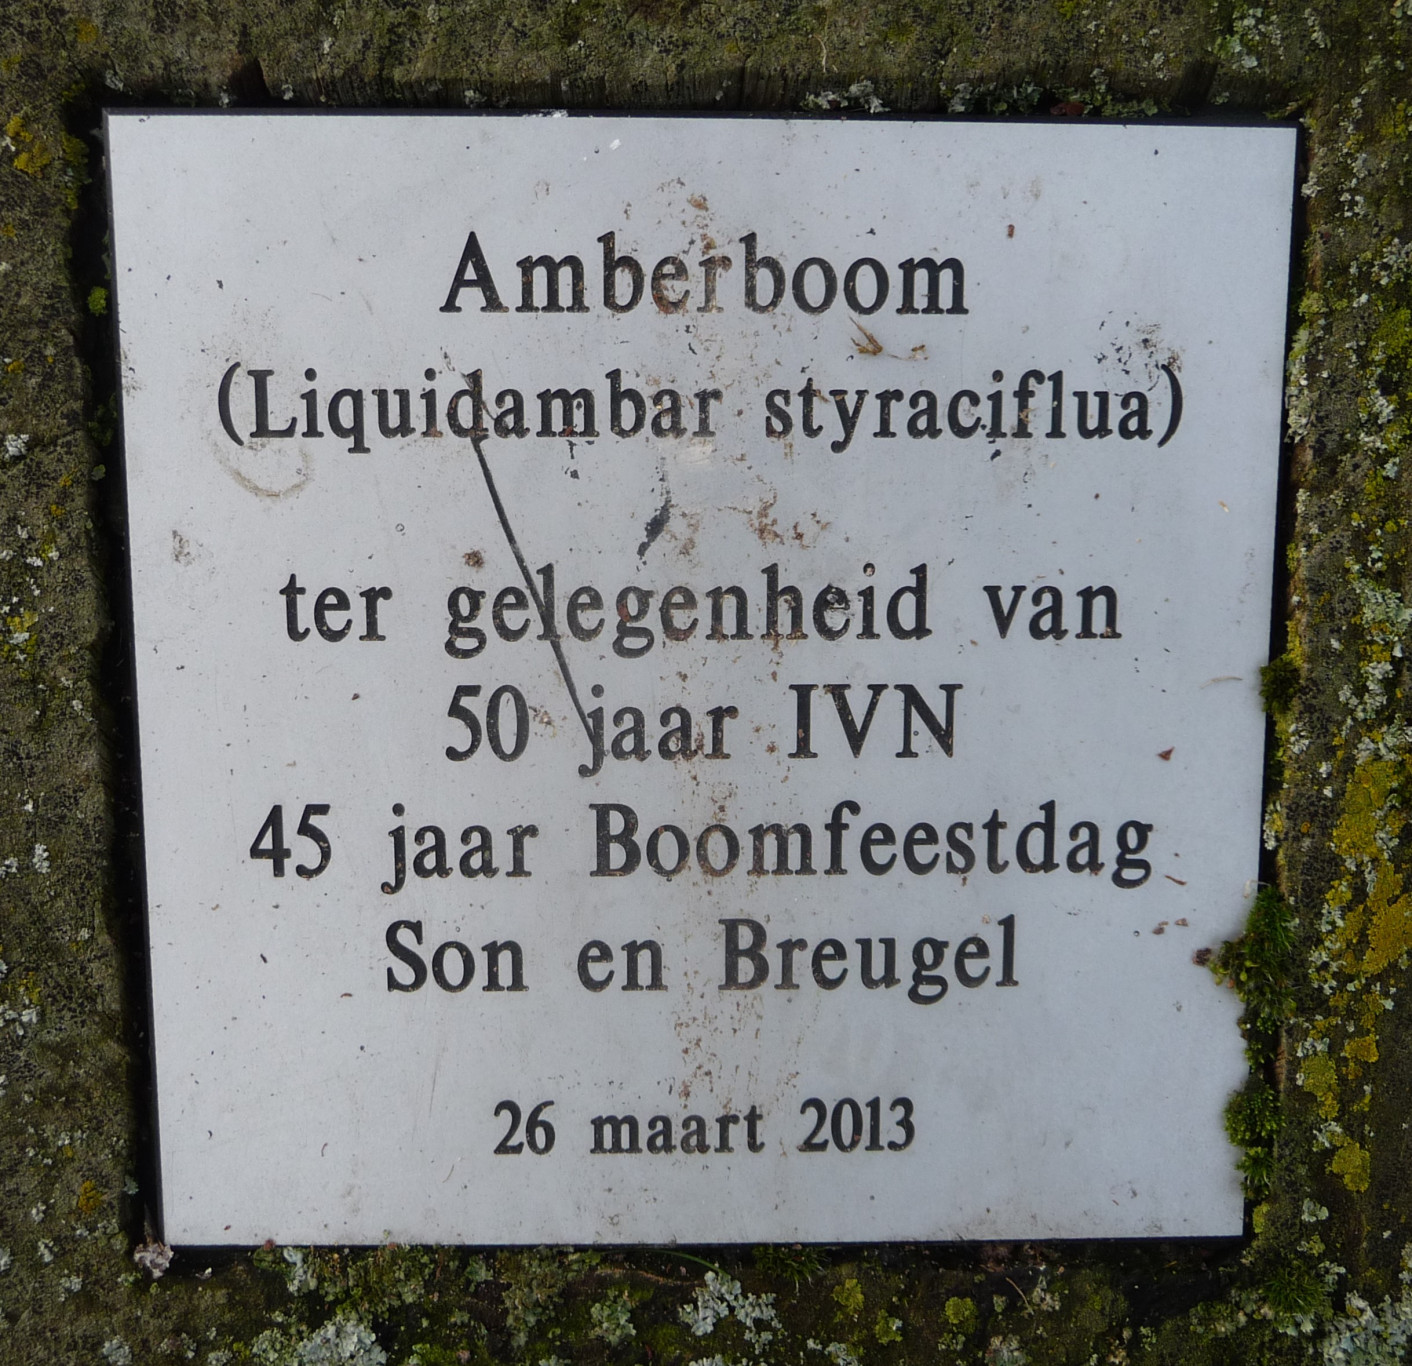 Amberboom
(Liquidambar styraciflua)
ter gelegenheid van
50 jaar IVN
45 jaar Boomfeestdag
Son en Breugel
26 maart 2013